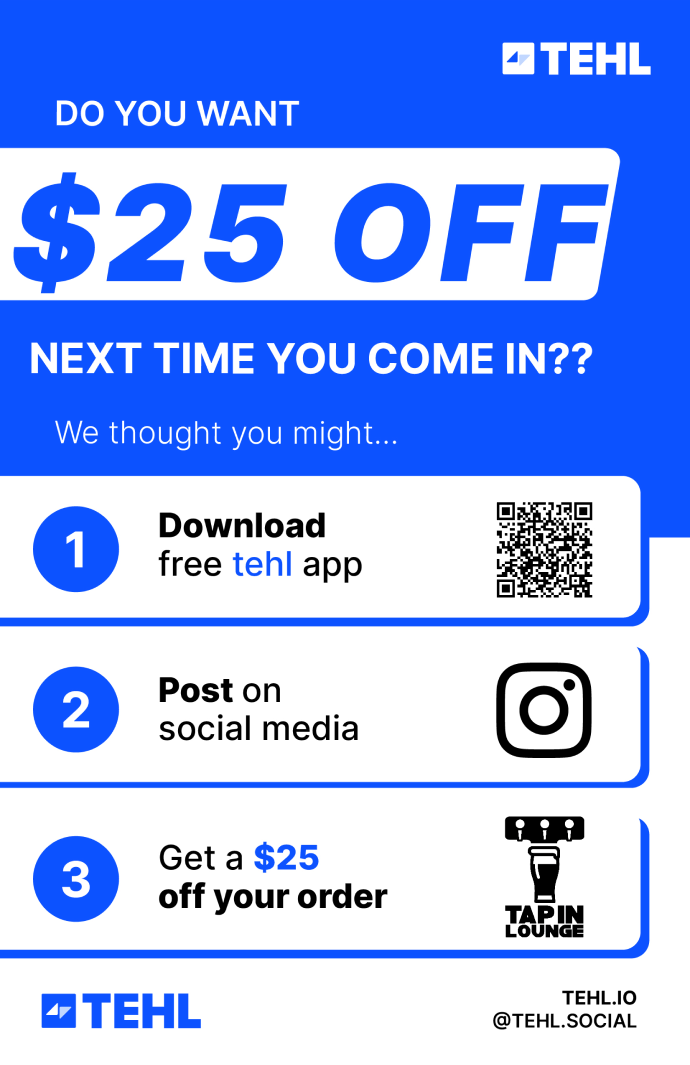 TEHL
DO YOU WANT
$25 OFF
NEXT TIME YOU COME IN??
We thought you might...
1
Download
free tehl app
2
Post on
social media
3
Get a $25
off your order
TAP IN
LOUNGE
TEHL
TEHL.IO
@TEHL.SOCIAL